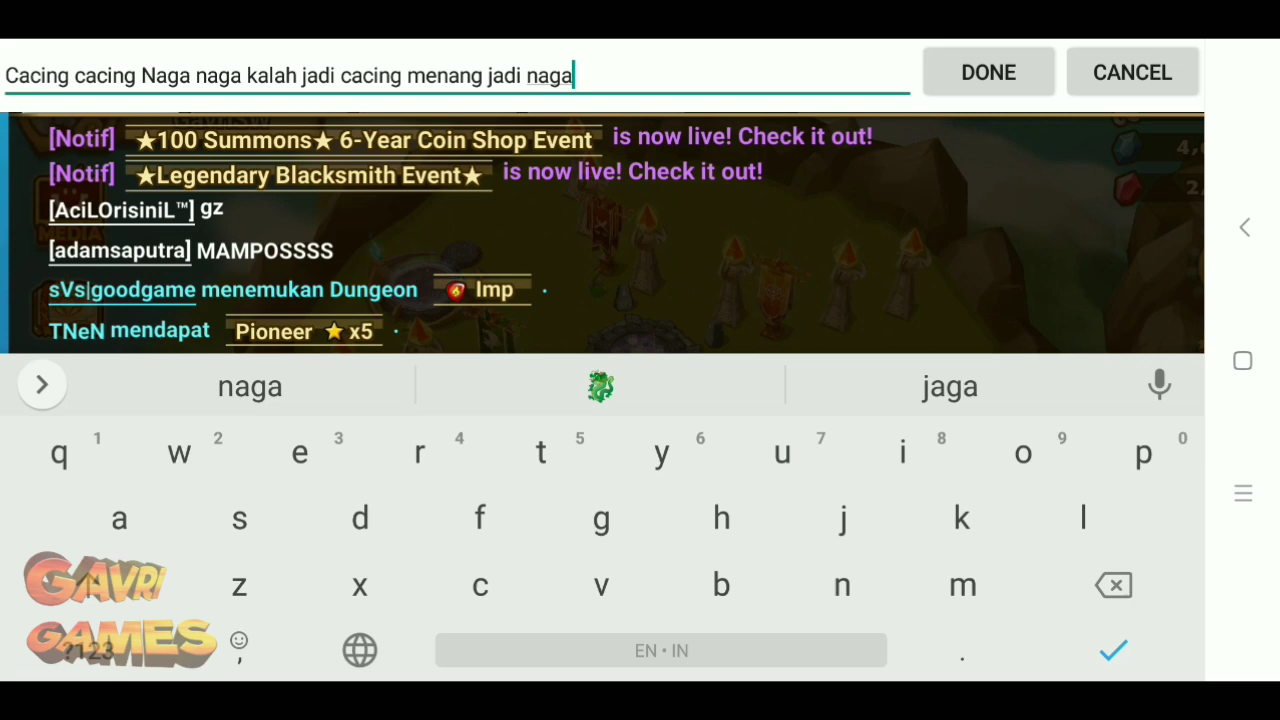 Cacing cacing Naga naga kalah jadi cacing menang jadi naga
DONE
CANCEL
[Notif] ★100 Summons★ 6-Year Coin Shop Event is now live! Check it out!
[Notif] ★Legendary Blacksmith Event★ is now live! Check it out!
[AciLOrisiniL™] gz
[adamsaputra] MAMPOSSSS
sVs|goodgame menemukan Dungeon Imp .
TNeN mendapat Pioneer ★x5 .
naga
jaga
q 1 w 2 e 3 r 4 t 5 y 6 u 7 i 8 o 9 p 0
a s d f g h j k l
z x c v b n m
GAVRI
GAMES
?123 , EN • IN .